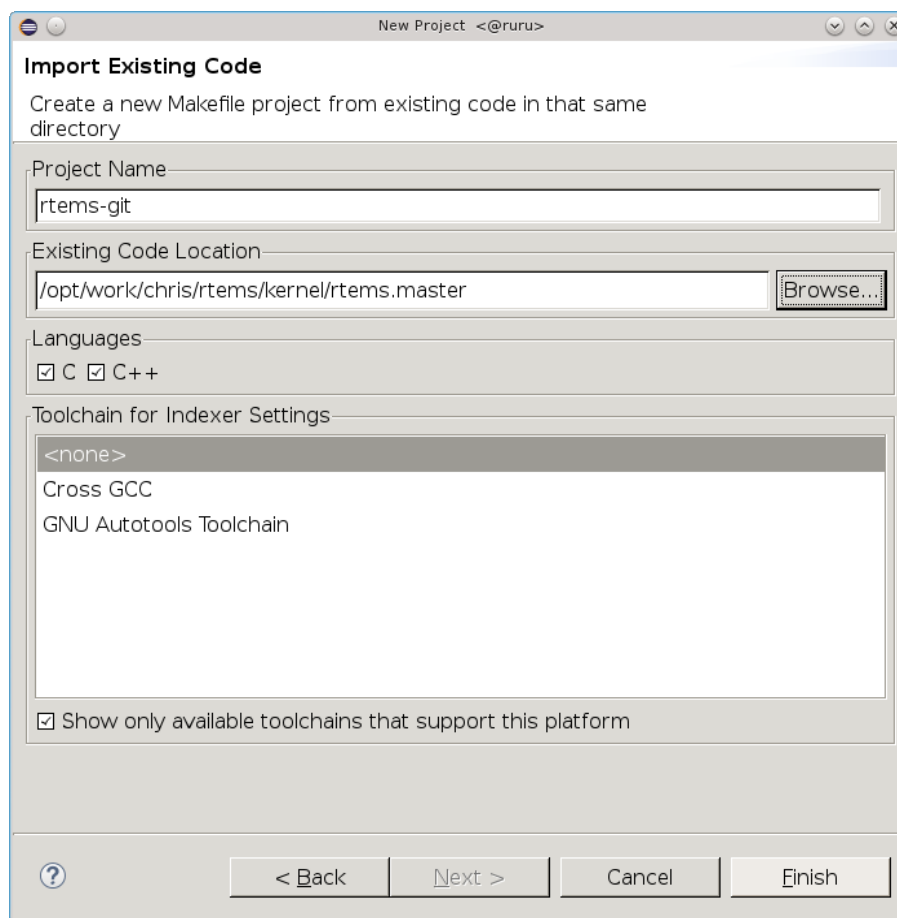 New Project <@ruru>
Import Existing Code
Create a new Makefile project from existing code in that same
directory
Project Name
rtems-git
Existing Code Location
/opt/work/chris/rtems/kernel/rtems.master
Browse...
Languages
C C++
Toolchain for Indexer Settings
<none>
Cross GCC
GNU Autotools Toolchain
Show only available toolchains that support this platform
? < Back Next > Cancel Finish